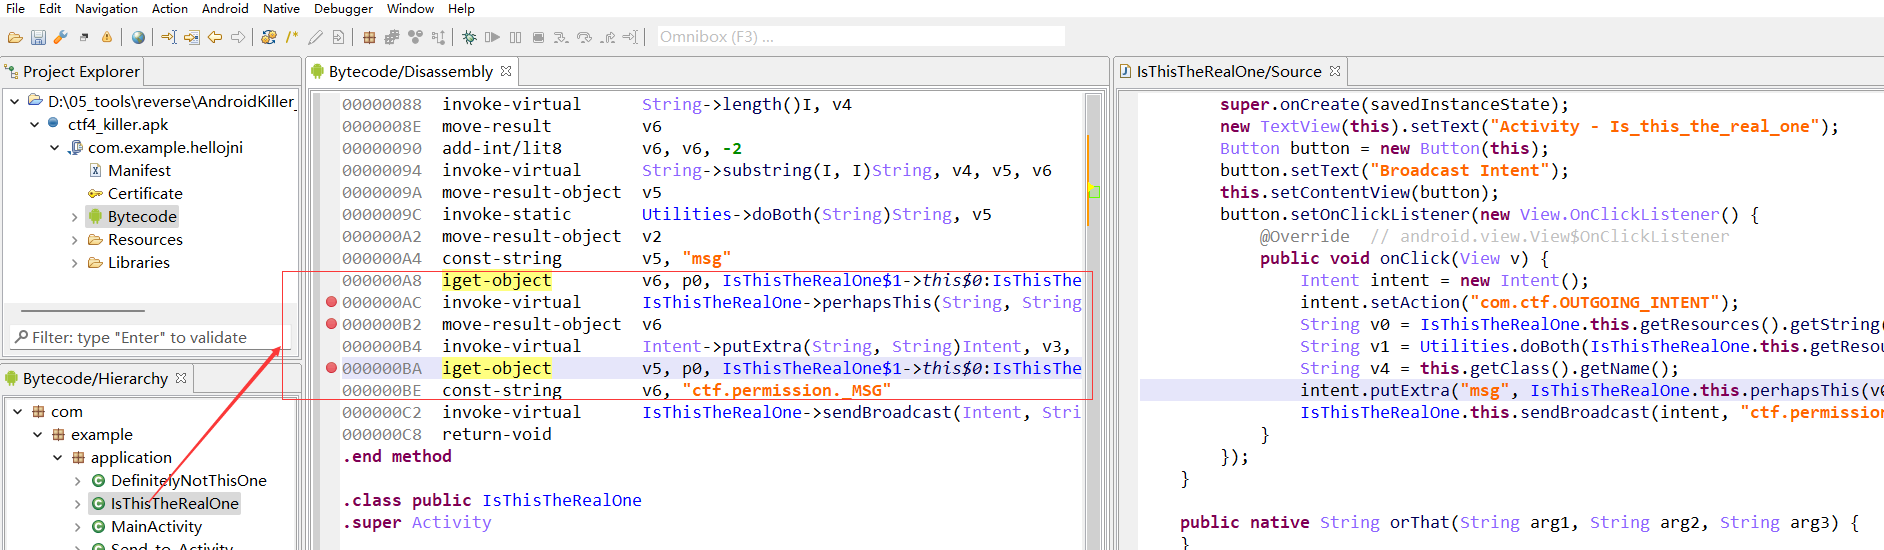 File Edit Navigation Action Android Native Debugger Window Help
Omnibox (F3) ...
Project Explorer
D:\05_tools\reverse\AndroidKiller_
ctf4_killer.apk
com.example.hellojni
Manifest
Certificate
Bytecode
Resources
Libraries
Filter: type "Enter" to validate
Bytecode/Hierarchy
com
example
application
DefinitelyNotThisOne
IsThisTheRealOne
MainActivity
Send_to_Activity
Bytecode/Disassembly
00000088 invoke-virtual String->length()I, v4
0000008E move-result v6
00000090 add-int/lit8 v6, v6, -2
00000094 invoke-virtual String->substring(I, I)String, v4, v5, v6
0000009A move-result-object v5
0000009C invoke-static Utilities->doBoth(String)String, v5
000000A2 move-result-object v2
000000A4 const-string v5, "msg"
000000A8 iget-object v6, p0, IsThisTheRealOne$1->this$0:IsThisThe
000000AC invoke-virtual IsThisTheRealOne->perhapsThis(String, String
000000B2 move-result-object v6
000000B4 invoke-virtual Intent->putExtra(String, String)Intent, v3,
000000BA iget-object v5, p0, IsThisTheRealOne$1->this$0:IsThisThe
000000BE const-string v6, "ctf.permission._MSG"
000000C2 invoke-virtual IsThisTheRealOne->sendBroadcast(Intent, Stri
000000C8 return-void
.end method
.class public IsThisTheRealOne
.super Activity
IsThisTheRealOne/Source
super.onCreate(savedInstanceState);
new TextView(this).setText("Activity - Is_this_the_real_one");
Button button = new Button(this);
button.setText("Broadcast Intent");
this.setContentView(button);
button.setOnClickListener(new View.OnClickListener() {
@Override // android.view.View$OnClickListener
public void onClick(View v) {
Intent intent = new Intent();
intent.setAction("com.ctf.OUTGOING_INTENT");
String v0 = IsThisTheRealOne.this.getResources().getString(
String v1 = Utilities.doBoth(IsThisTheRealOne.this.getResou
String v4 = this.getClass().getName();
intent.putExtra("msg", IsThisTheRealOne.this.perhapsThis(v0
IsThisTheRealOne.this.sendBroadcast(intent, "ctf.permission
}
});
}
public native String orThat(String arg1, String arg2, String arg3) {
}